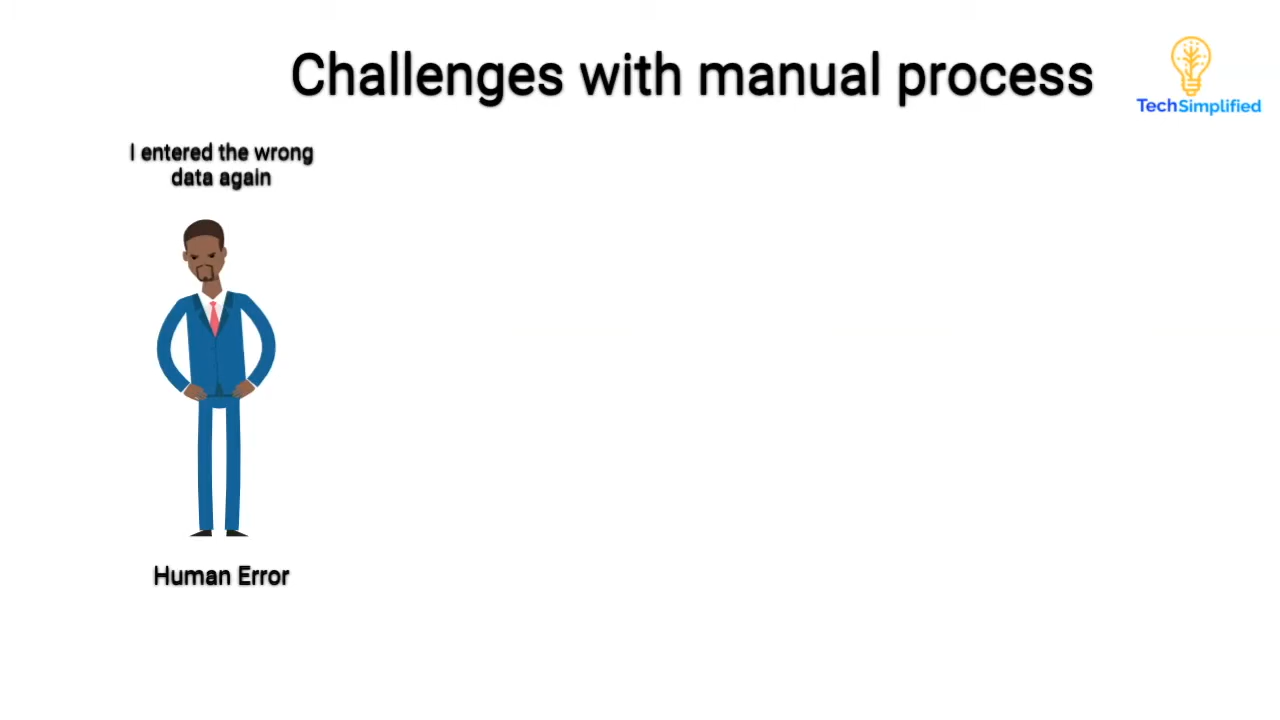 Challenges with manual process
TechSimplified
I entered the wrong
data again
Human Error